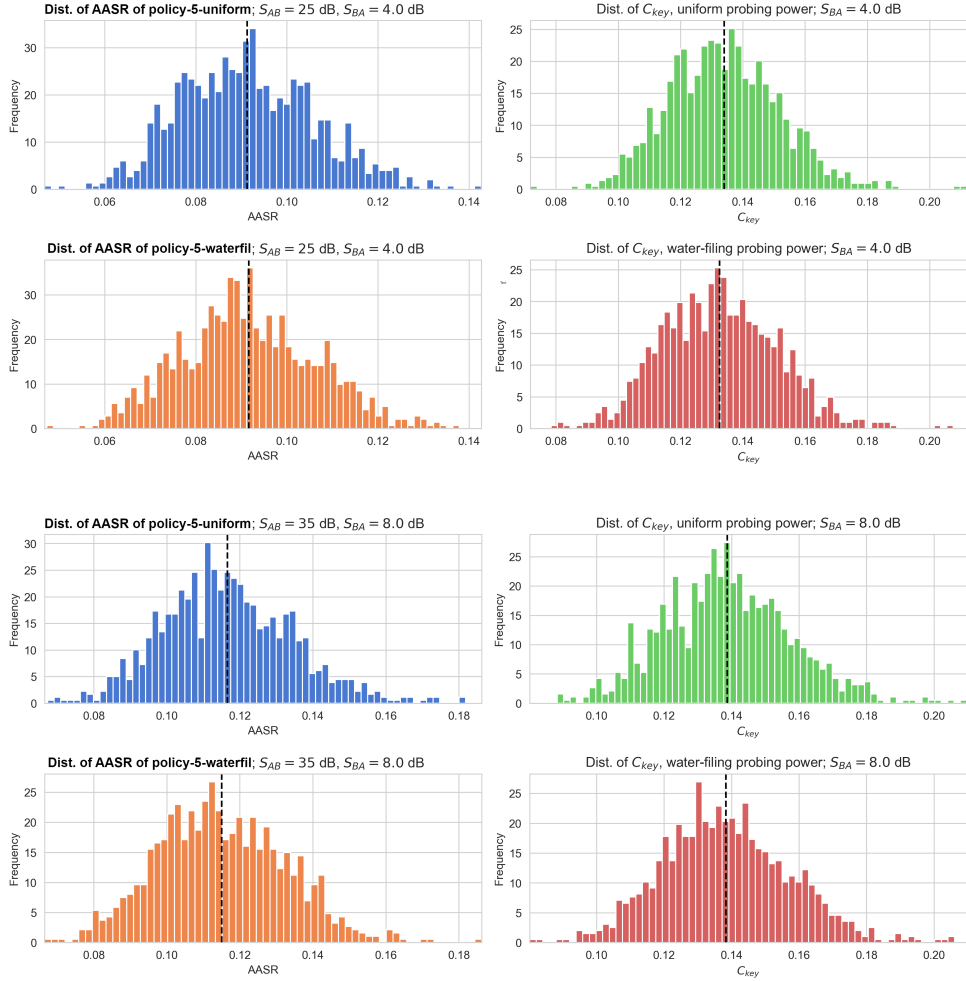 Dist. of AASR of policy-5-uniform; S_AB = 25 dB, S_BA = 4.0 dB
Frequency
30
20
10
0
0.06 0.08 0.10 0.12 0.14
AASR
Dist. of C_key, uniform probing power; S_BA = 4.0 dB
Frequency
25
20
15
10
5
0
0.08 0.10 0.12 0.14 0.16 0.18 0.20
C_key
Dist. of AASR of policy-5-waterfil; S_AB = 25 dB, S_BA = 4.0 dB
Frequency
30
20
10
0
0.06 0.08 0.10 0.12 0.14
AASR
Dist. of C_key, water-filing probing power; S_BA = 4.0 dB
Frequency
25
20
15
10
5
0
0.08 0.10 0.12 0.14 0.16 0.18 0.20
C_key
Dist. of AASR of policy-5-uniform; S_AB = 35 dB, S_BA = 8.0 dB
Frequency
30
25
20
15
10
5
0
0.08 0.10 0.12 0.14 0.16 0.18
AASR
Dist. of C_key, uniform probing power; S_BA = 8.0 dB
Frequency
25
20
15
10
5
0
0.10 0.12 0.14 0.16 0.18 0.20
C_key
Dist. of AASR of policy-5-waterfil; S_AB = 35 dB, S_BA = 8.0 dB
Frequency
25
20
15
10
5
0
0.08 0.10 0.12 0.14 0.16 0.18
AASR
Dist. of C_key, water-filing probing power; S_BA = 8.0 dB
Frequency
25
20
15
10
5
0
0.10 0.12 0.14 0.16 0.18 0.20
C_key